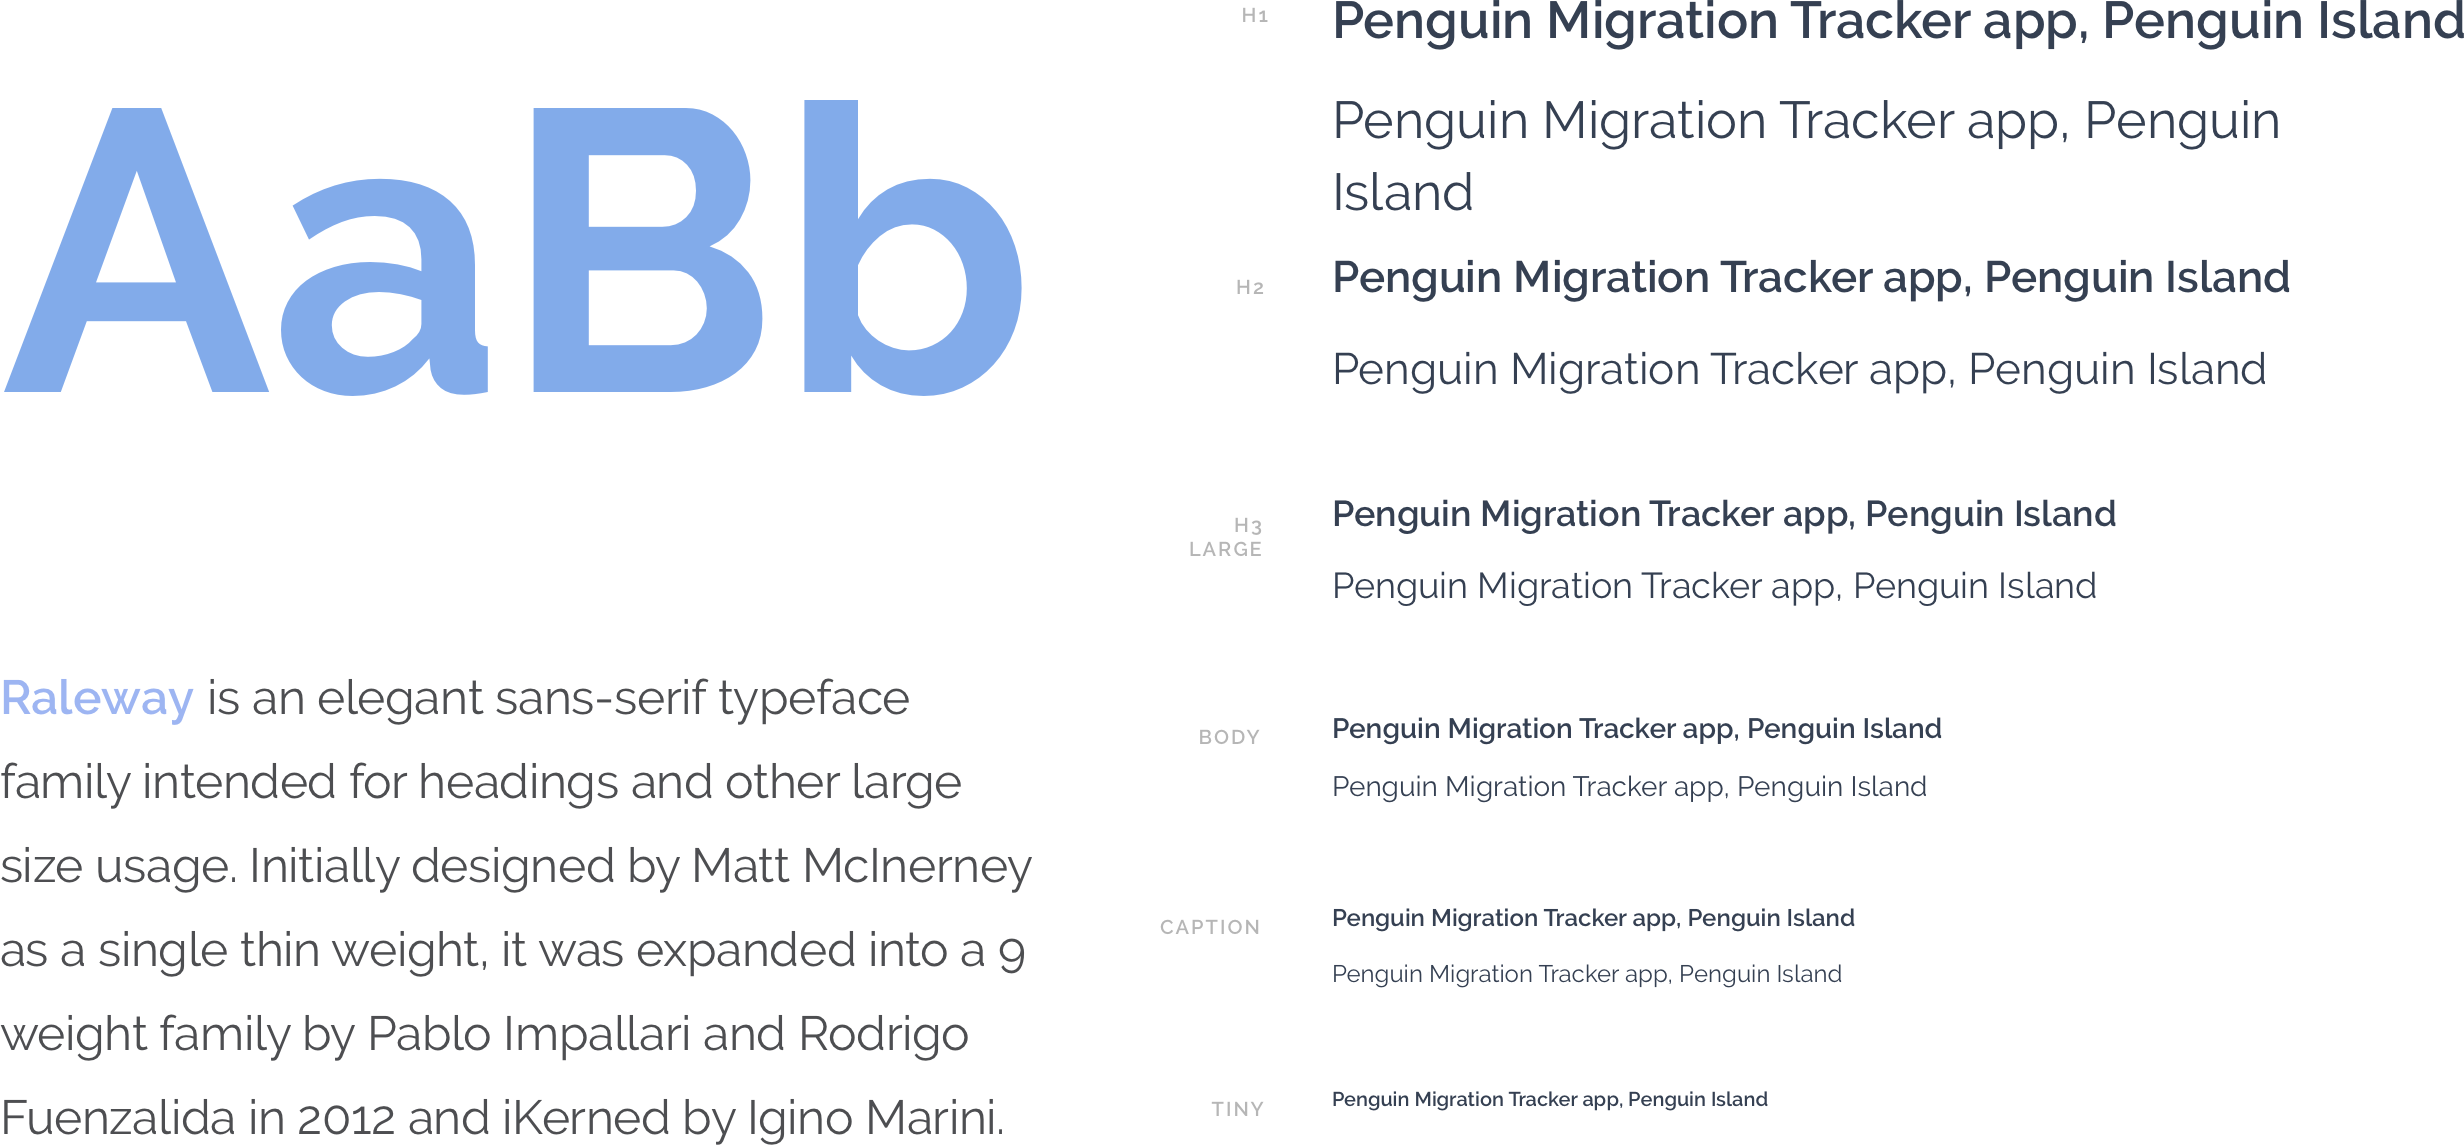 AaBb
Raleway is an elegant sans-serif typeface
family intended for headings and other large
size usage. Initially designed by Matt McInerney
as a single thin weight, it was expanded into a 9
weight family by Pablo Impallari and Rodrigo
Fuenzalida in 2012 and iKerned by Igino Marini.
H1
Penguin Migration Tracker app, Penguin Island
Penguin Migration Tracker app, Penguin
Island
H2
Penguin Migration Tracker app, Penguin Island
Penguin Migration Tracker app, Penguin Island
H3
LARGE
Penguin Migration Tracker app, Penguin Island
Penguin Migration Tracker app, Penguin Island
BODY
Penguin Migration Tracker app, Penguin Island
Penguin Migration Tracker app, Penguin Island
CAPTION
Penguin Migration Tracker app, Penguin Island
Penguin Migration Tracker app, Penguin Island
TINY
Penguin Migration Tracker app, Penguin Island